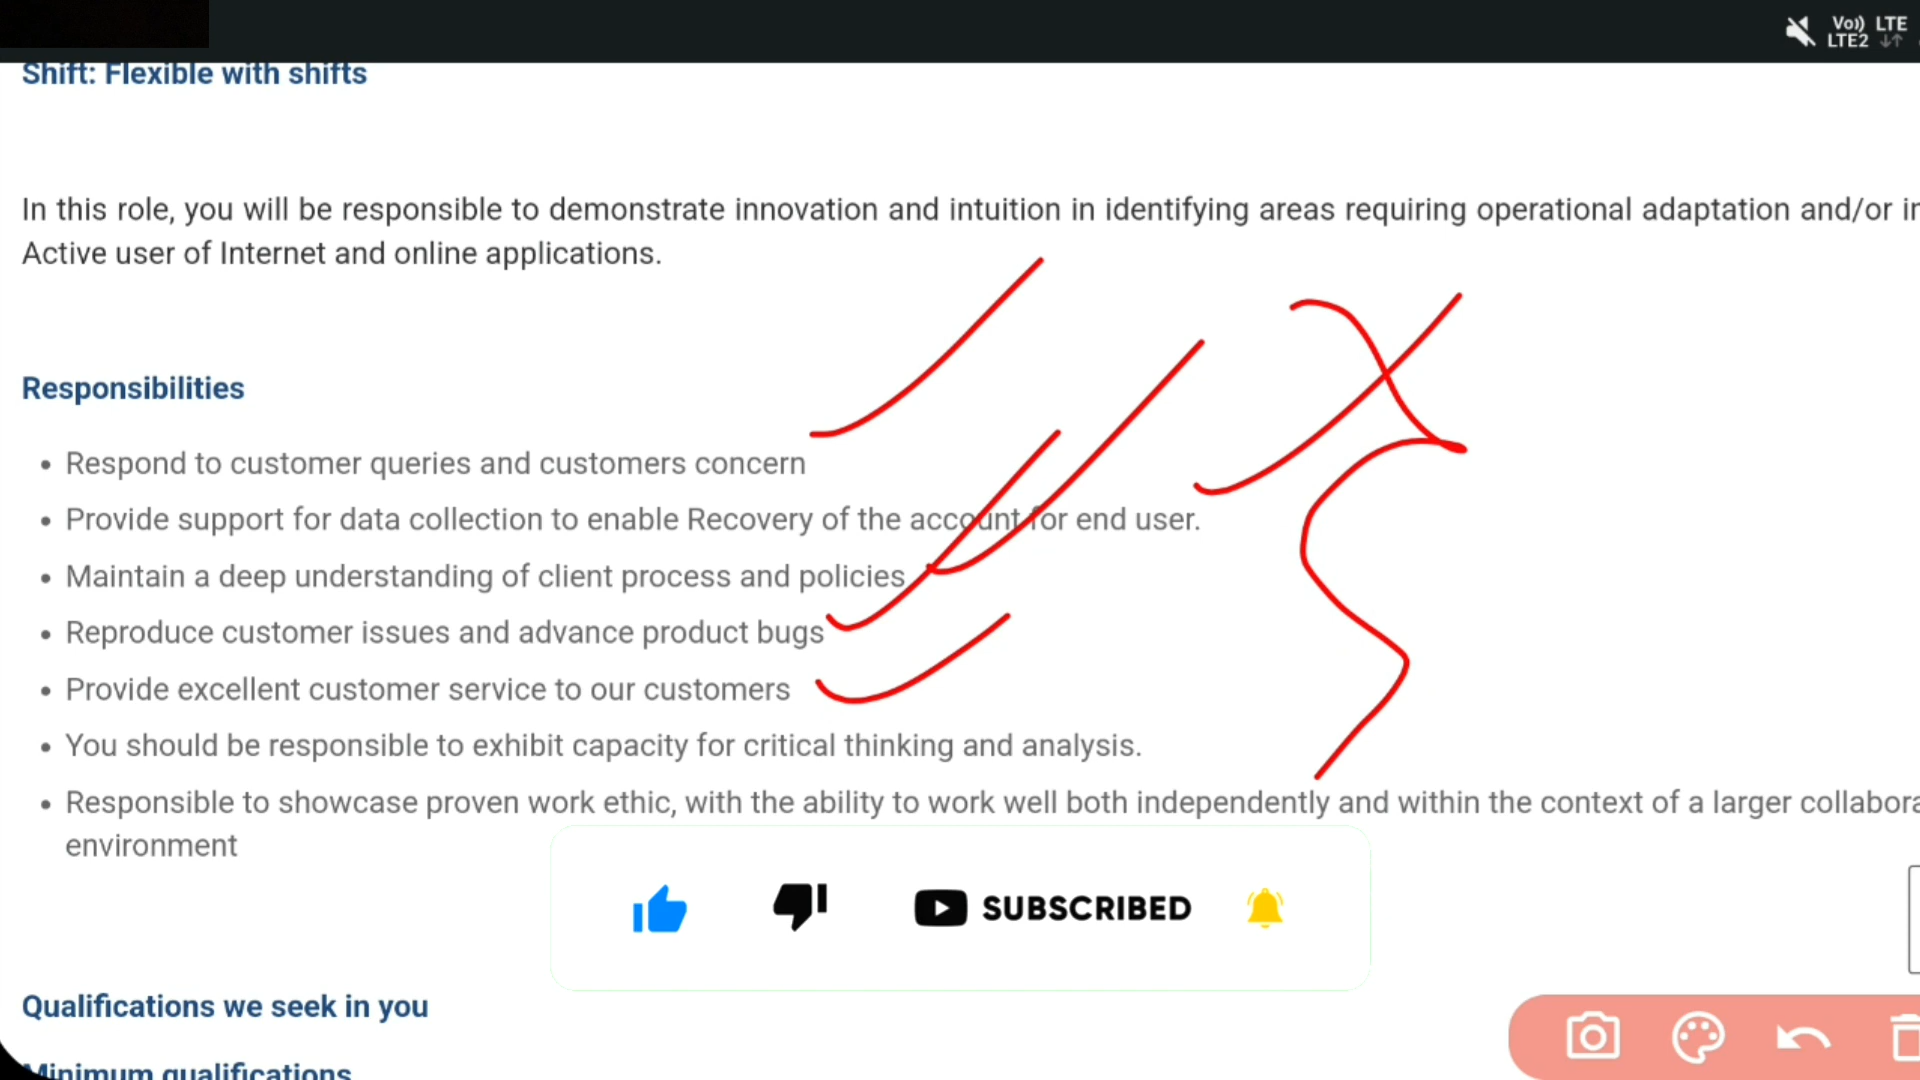 Vo)) LTE
LTE2
Shift: Flexible with shifts
In this role, you will be responsible to demonstrate innovation and intuition in identifying areas requiring operational adaptation and/or
Active user of Internet and online applications.
Responsibilities
• Respond to customer queries and customers concern
• Provide support for data collection to enable Recovery of the account for end user.
• Maintain a deep understanding of client process and policies
• Reproduce customer issues and advance product bugs
• Provide excellent customer service to our customers
• You should be responsible to exhibit capacity for critical thinking and analysis.
• Responsible to showcase proven work ethic, with the ability to work well both independently and within the context of a larger
environment
SUBSCRIBED
Qualifications we seek in you
Minimum qualifications